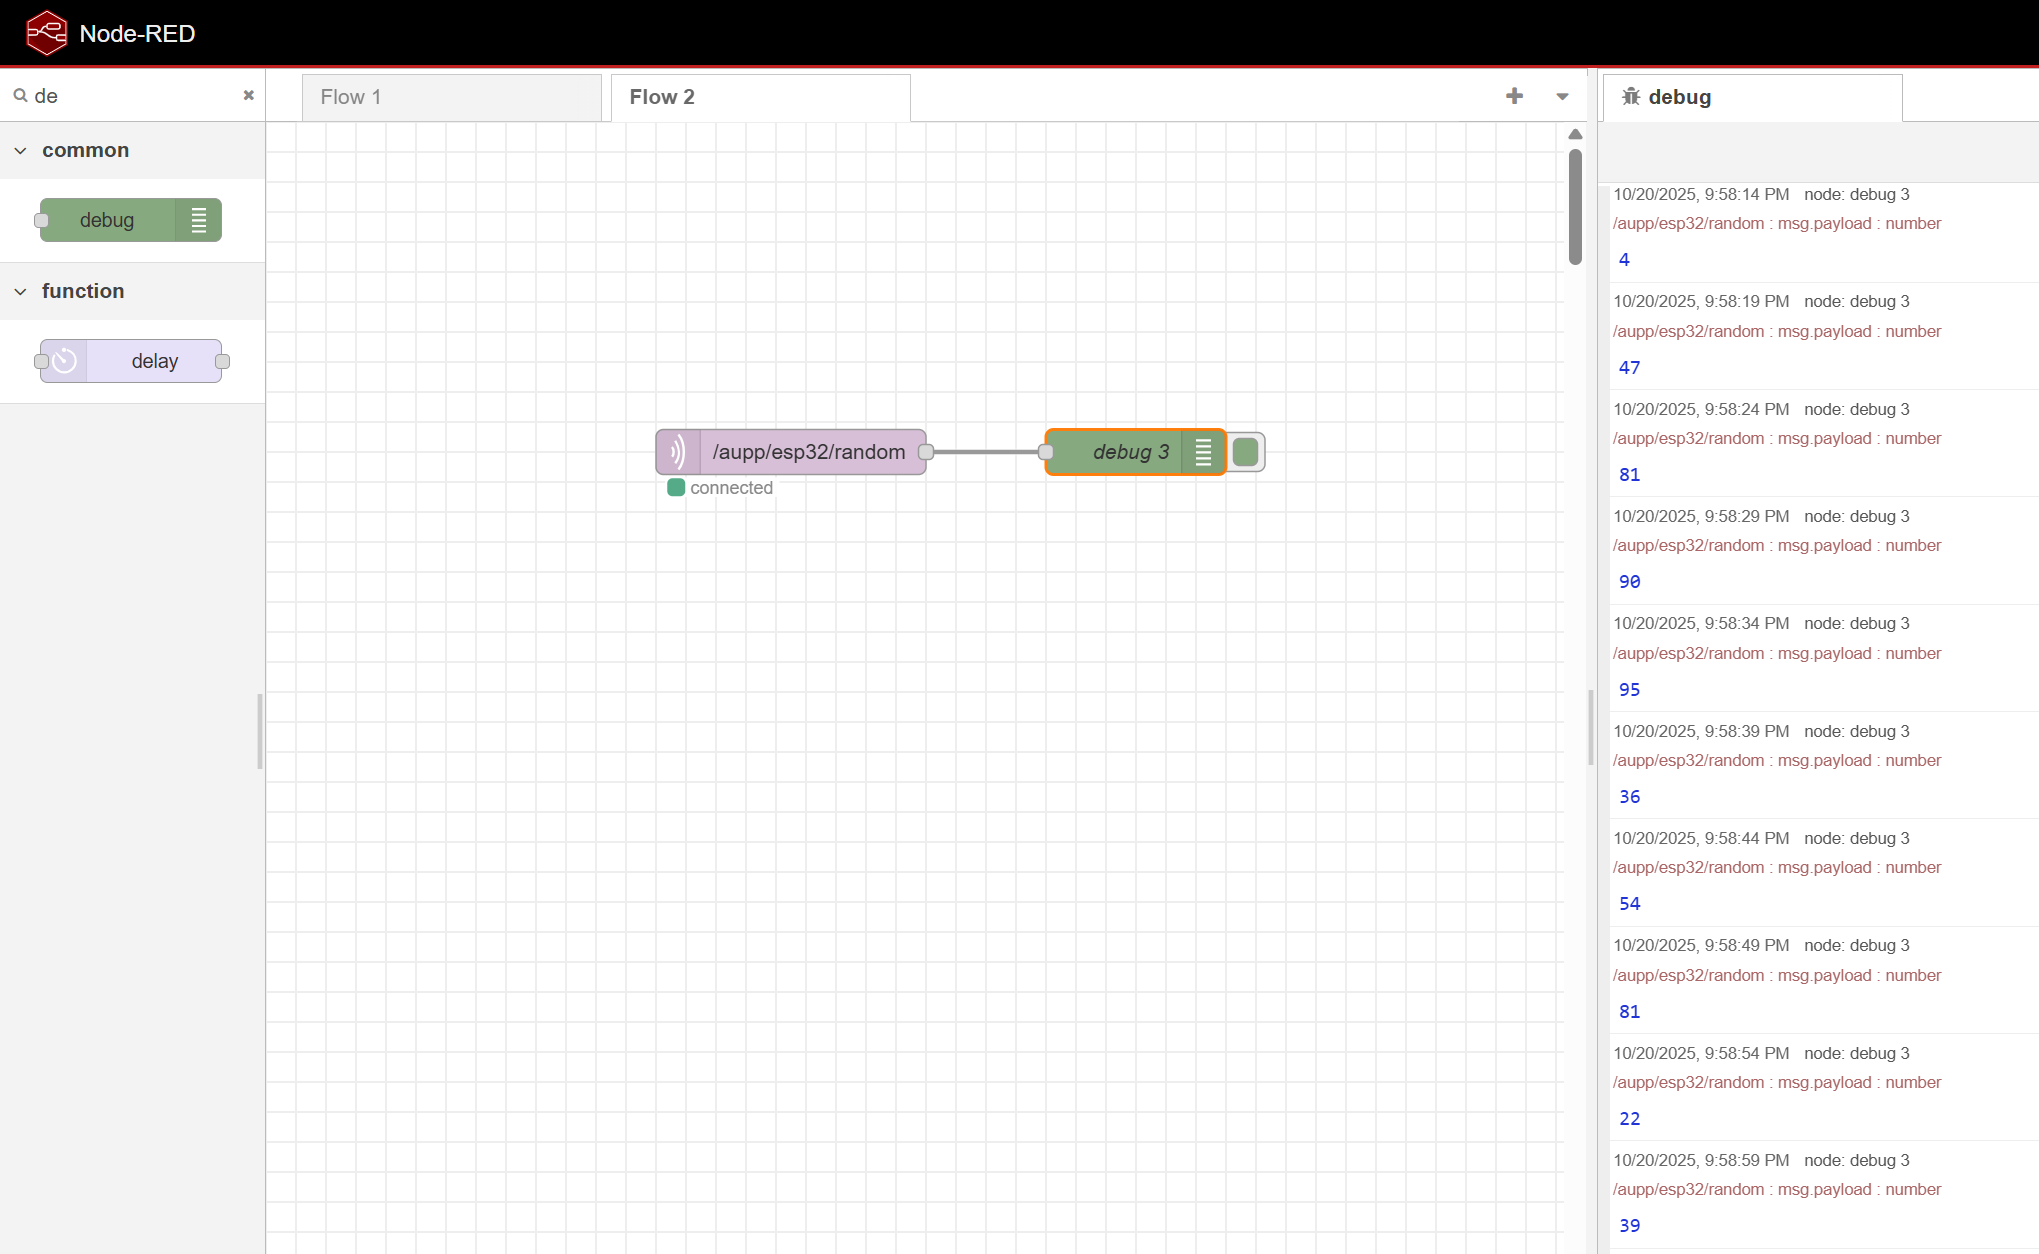 Node-RED
de
common
debug
function
delay
Flow 1
Flow 2
/aupp/esp32/random
connected
debug 3
debug
10/20/2025, 9:58:14 PM node: debug 3
/aupp/esp32/random : msg.payload : number
4
10/20/2025, 9:58:19 PM node: debug 3
/aupp/esp32/random : msg.payload : number
47
10/20/2025, 9:58:24 PM node: debug 3
/aupp/esp32/random : msg.payload : number
81
10/20/2025, 9:58:29 PM node: debug 3
/aupp/esp32/random : msg.payload : number
90
10/20/2025, 9:58:34 PM node: debug 3
/aupp/esp32/random : msg.payload : number
95
10/20/2025, 9:58:39 PM node: debug 3
/aupp/esp32/random : msg.payload : number
36
10/20/2025, 9:58:44 PM node: debug 3
/aupp/esp32/random : msg.payload : number
54
10/20/2025, 9:58:49 PM node: debug 3
/aupp/esp32/random : msg.payload : number
81
10/20/2025, 9:58:54 PM node: debug 3
/aupp/esp32/random : msg.payload : number
22
10/20/2025, 9:58:59 PM node: debug 3
/aupp/esp32/random : msg.payload : number
39